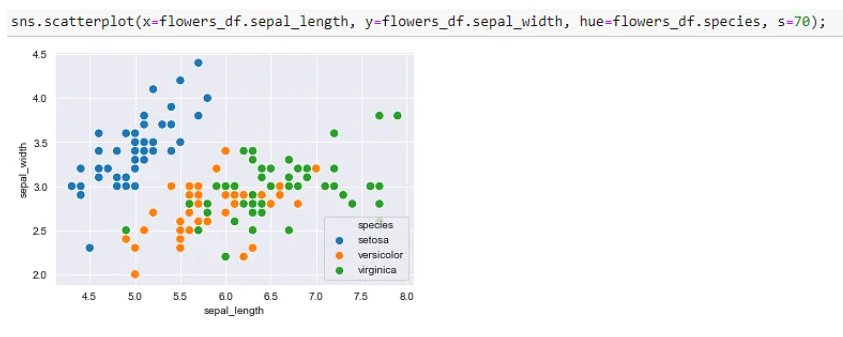 sns.scatterplot(x=flowers_df.sepal_length, y=flowers_df.sepal_width, hue=flowers_df.species, s=70);
4.5
4.0
3.5
3.0
2.5
2.0
sepal_width
species
setosa
versicolor
virginica
4.5 5.0 5.5 6.0 6.5 7.0 7.5 8.0
sepal_length